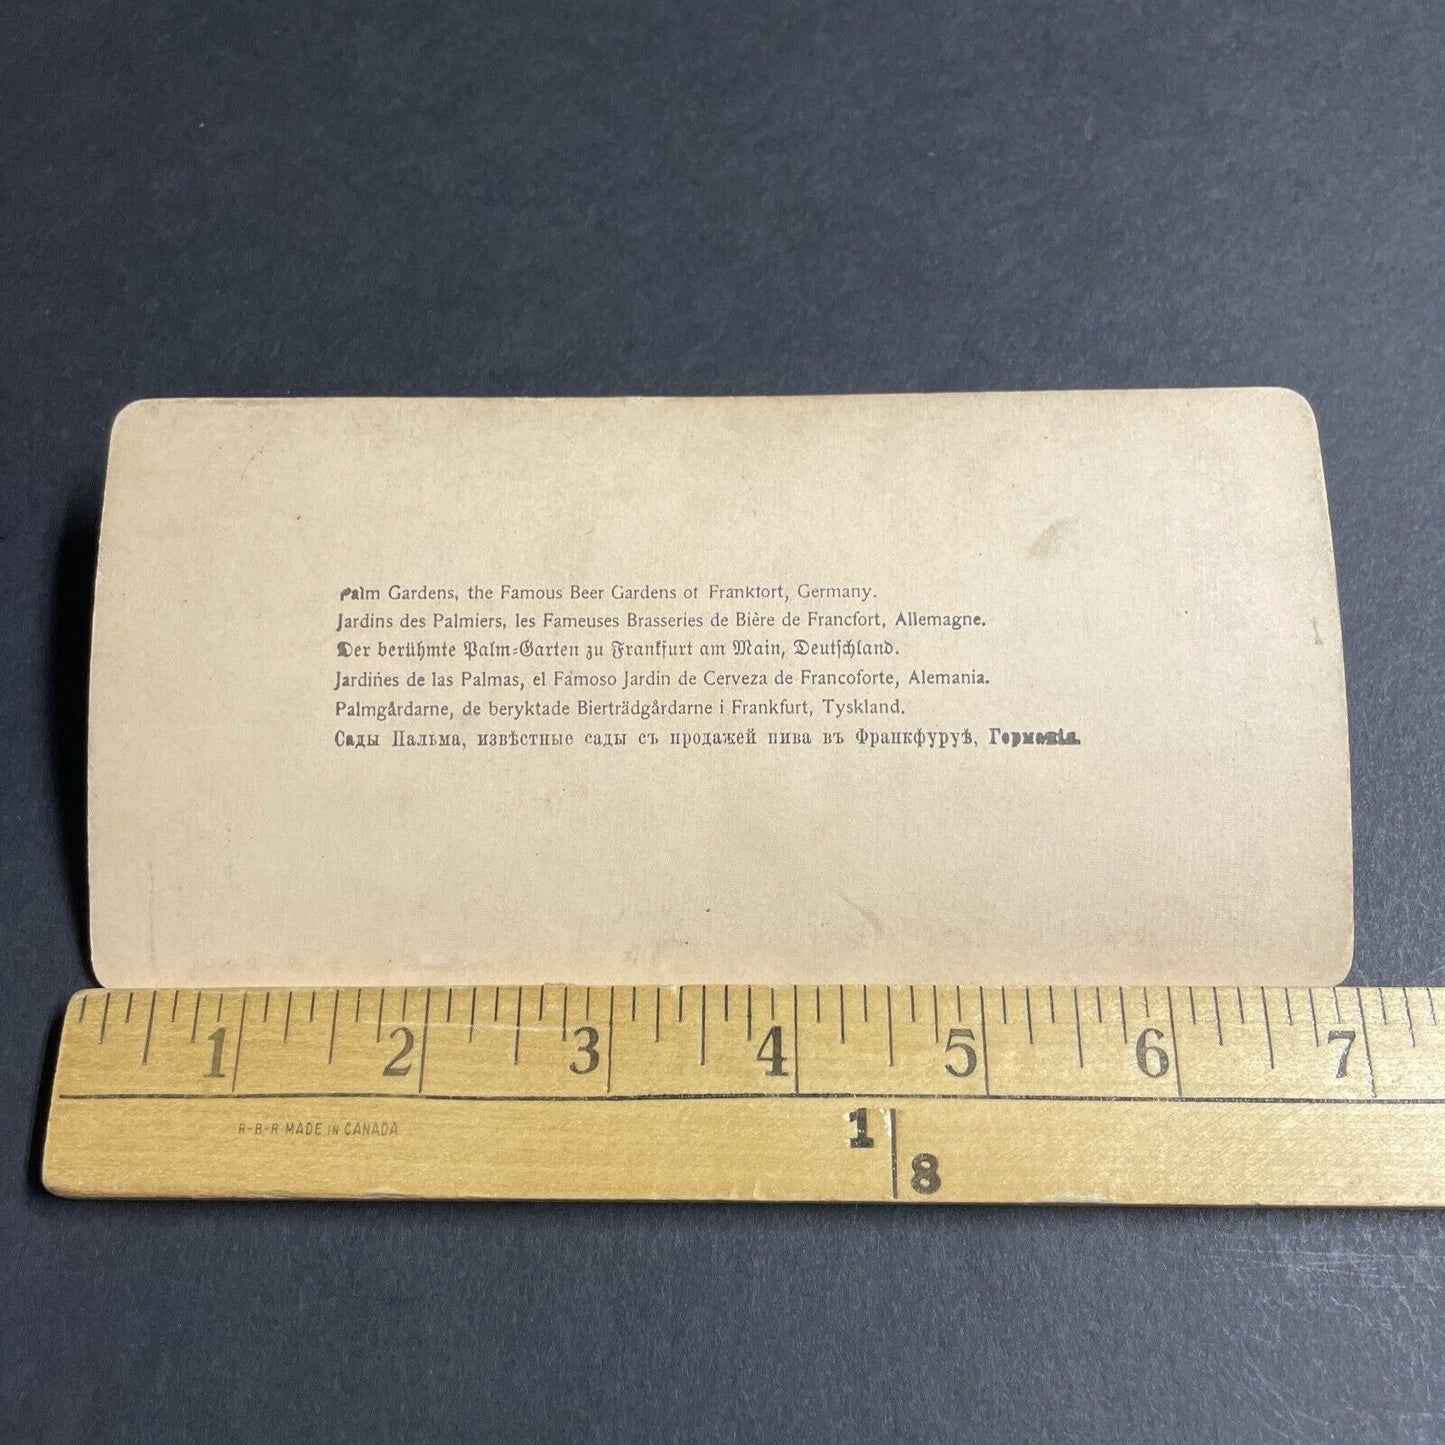 Palm Gardens, the Famous Beer Gardens of Frankfort, Germany.
Jardins des Palmiers, les Fameuses Brasseries de Bière de Francfort, Allemagne.
Der berühmte Palm-Garten zu Frankfurt am Main, Deutschland.
Jardines de las Palmas, el Famoso Jardin de Cerveza de Francoforte, Alemania.
Palmgårdarne, de beryktade Bierträdgårdarne i Frankfurt, Tyskland.
Сады Пальма, извѣстные сады съ продажей пива въ Франкфуруѣ, Германія.
1 2 3 4 5 6 7
R-B-R MADE IN CANADA
1
8